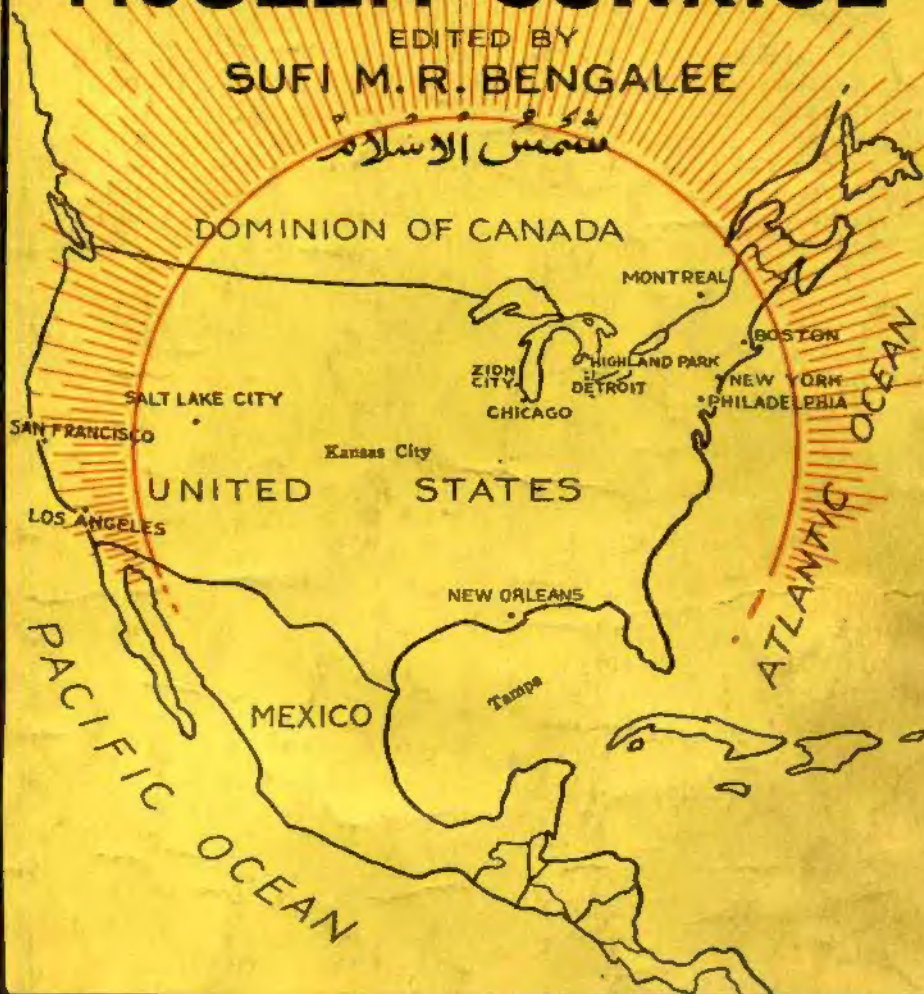 MOSLEM SUNRISE
EDITED BY
SUFI M. R. BENGALEE
شمس الاسلام
DOMINION OF CANADA
MONTREAL
BOSTON
HIGHLAND PARK
ZION
CITY
DETROIT
NEW YORK
CHICAGO
PHILADELPHIA
SALT LAKE CITY
SAN FRANCISCO
Kansas City
UNITED STATES
LOS ANGELES
NEW ORLEANS
ATLANTIC OCEAN
Tampa
MEXICO
PACIFIC OCEAN